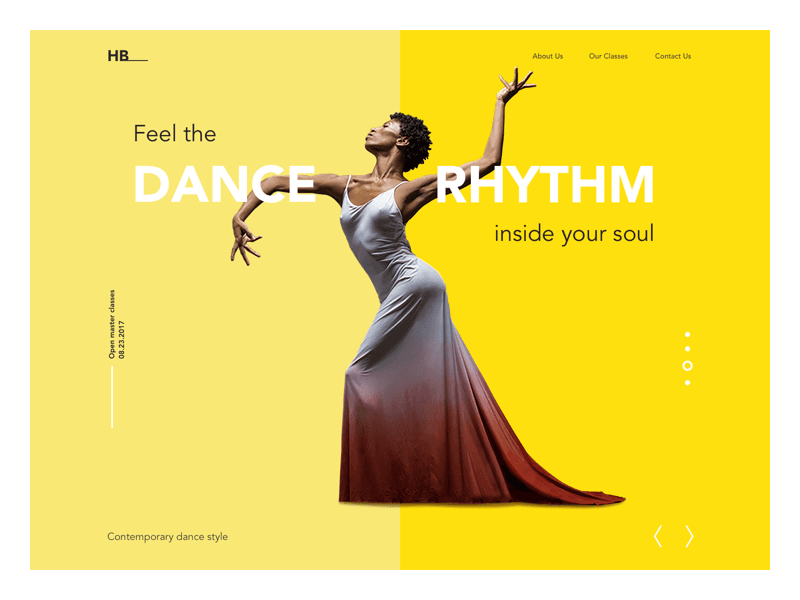 HB
About Us
Our Classes
Contact Us
Feel the
DANCE RHYTHM
inside your soul
Open master classes
08.23.2017
Contemporary dance style